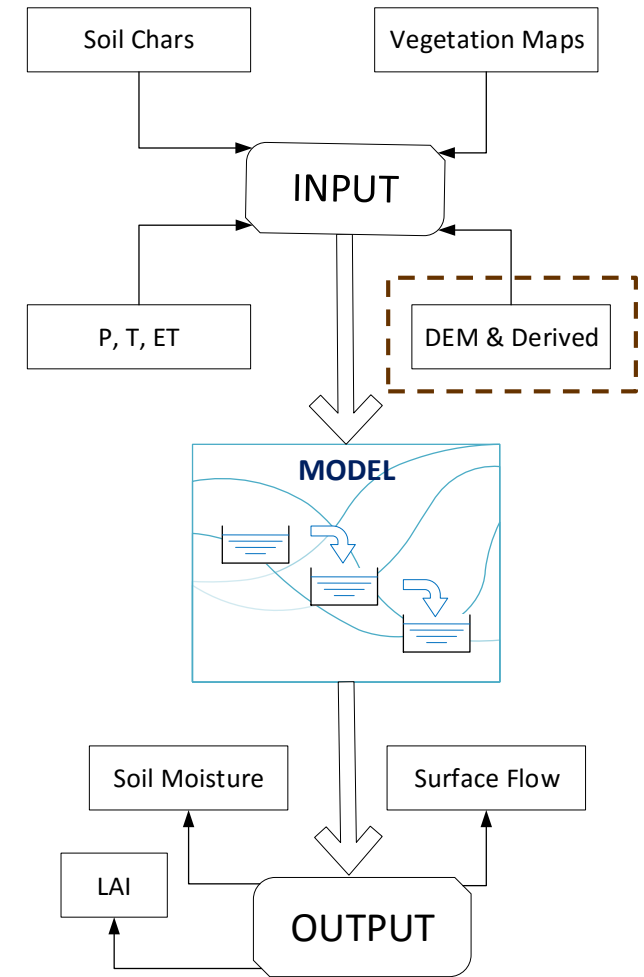 Soil Chars
Vegetation Maps
INPUT
P, T, ET
DEM & Derived
MODEL
Soil Moisture
Surface Flow
LAI
OUTPUT